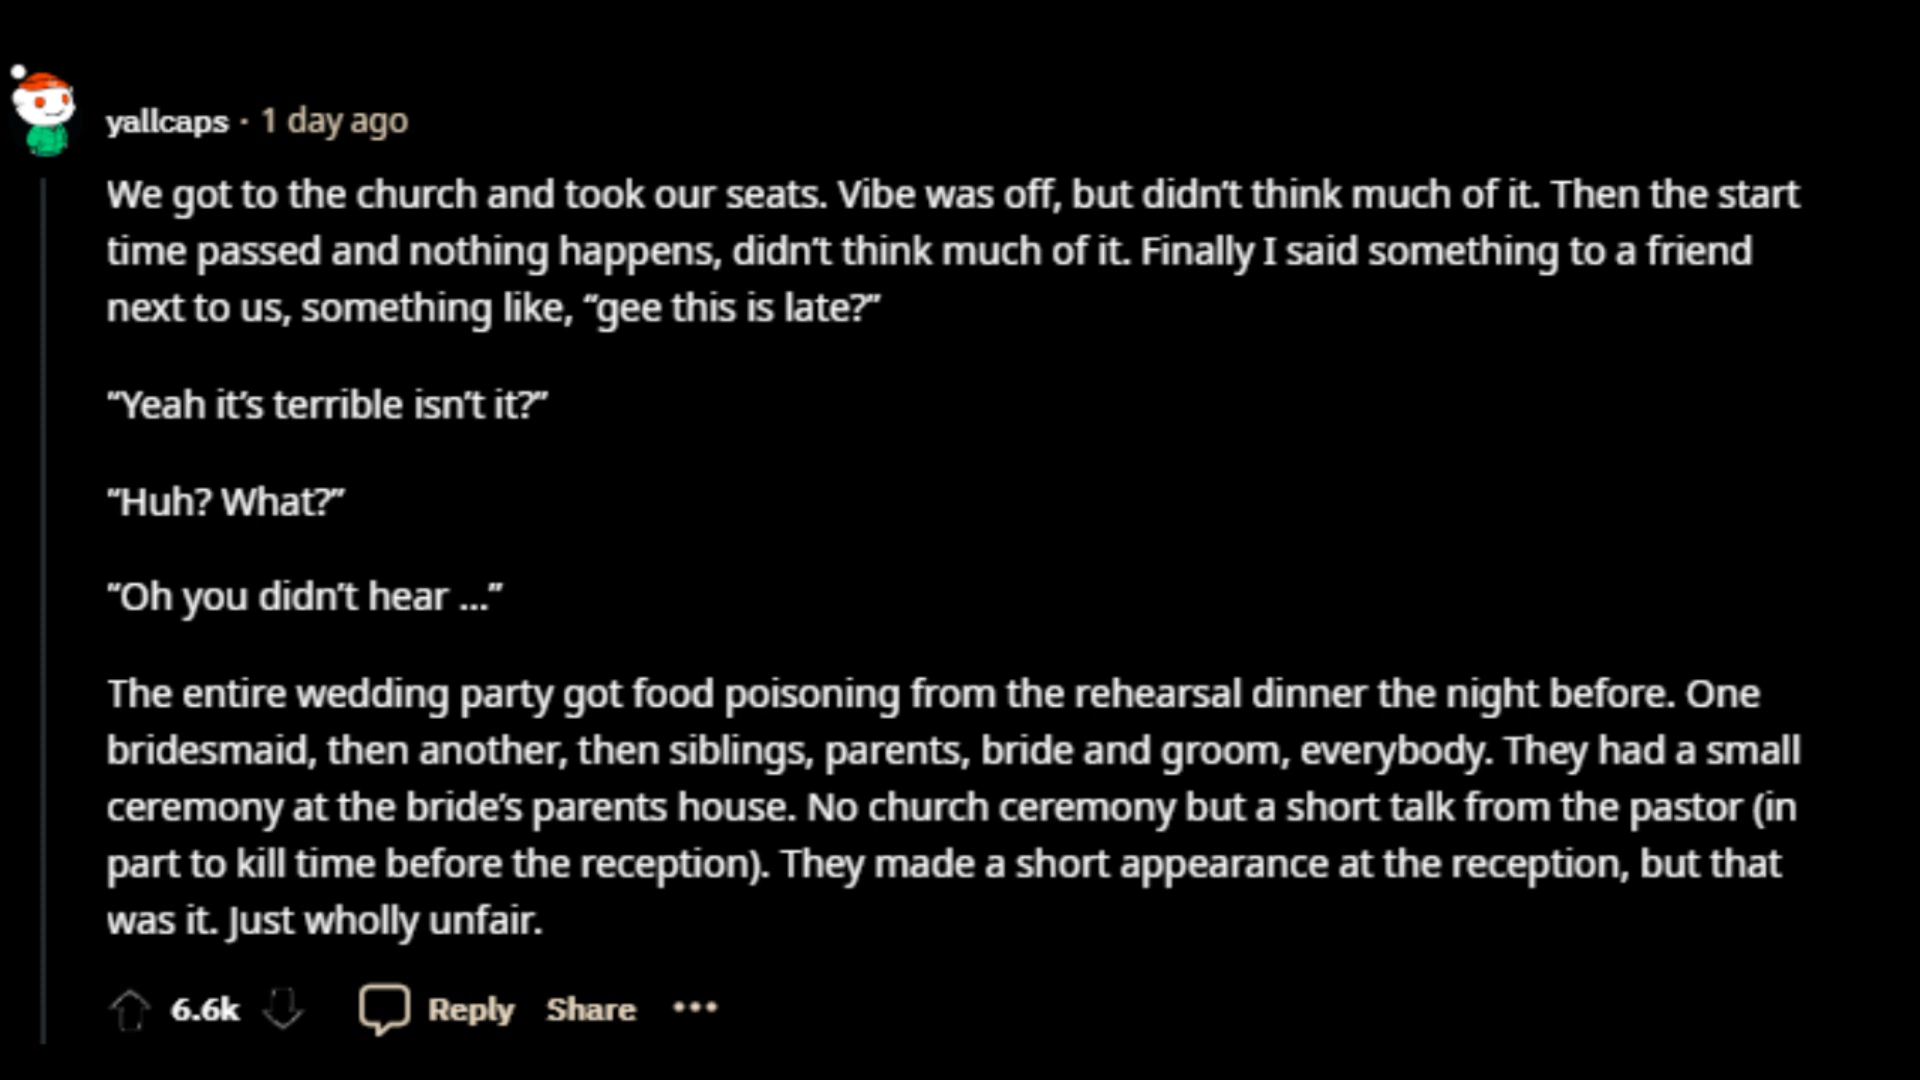 yallcaps · 1 day ago
We got to the church and took our seats. Vibe was off, but didn’t think much of it. Then the start
time passed and nothing happens, didn’t think much of it. Finally I said something to a friend
next to us, something like, “gee this is late?”
“Yeah it’s terrible isn’t it?”
“Huh? What?”
“Oh you didn’t hear ...”
The entire wedding party got food poisoning from the rehearsal dinner the night before. One
bridesmaid, then another, then siblings, parents, bride and groom, everybody. They had a small
ceremony at the bride’s parents house. No church ceremony but a short talk from the pastor (in
part to kill time before the reception). They made a short appearance at the reception, but that
was it. Just wholly unfair.
6.6k Reply Share •••